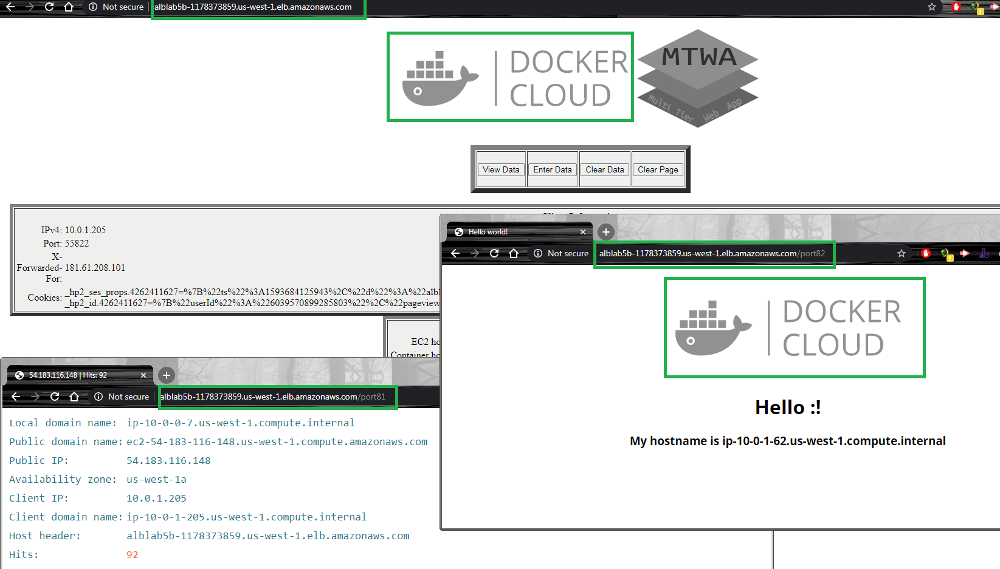 Not secure | alblab5b-1178373859.us-west-1.elb.amazonaws.com
DOCKER
CLOUD
MTWA
Multi Tier Web App
View Data Enter Data Clear Data Clear Page
IPv4: 10.0.1.205
Port: 55822
X-
Forwarded- 181.61.208.101
For:
Cookies: _hp2_ses_props.4262411627=%7B%22ts%22%3A1593684125943%2C%22d%22%3A%22albl
_hp2_id.4262411627=%7B%22userId%22%3A%226039570899285803%22%2C%22pageview
EC2 ho
Container ho
Hello world!
Not secure alblab5b-1178373859.us-west-1.elb.amazonaws.com/port82
DOCKER
CLOUD
Hello :!
My hostname is ip-10-0-1-62.us-west-1.compute.internal
54.183.116.148 | Hits: 92
Not secure | alblab5b-1178373859.us-west-1.elb.amazonaws.com/port81
Local domain name: ip-10-0-0-7.us-west-1.compute.internal
Public domain name: ec2-54-183-116-148.us-west-1.compute.amazonaws.com
Public IP: 54.183.116.148
Availability zone: us-west-1a
Client IP: 10.0.1.205
Client domain name: ip-10-0-1-205.us-west-1.compute.internal
Host header: alblab5b-1178373859.us-west-1.elb.amazonaws.com
Hits: 92